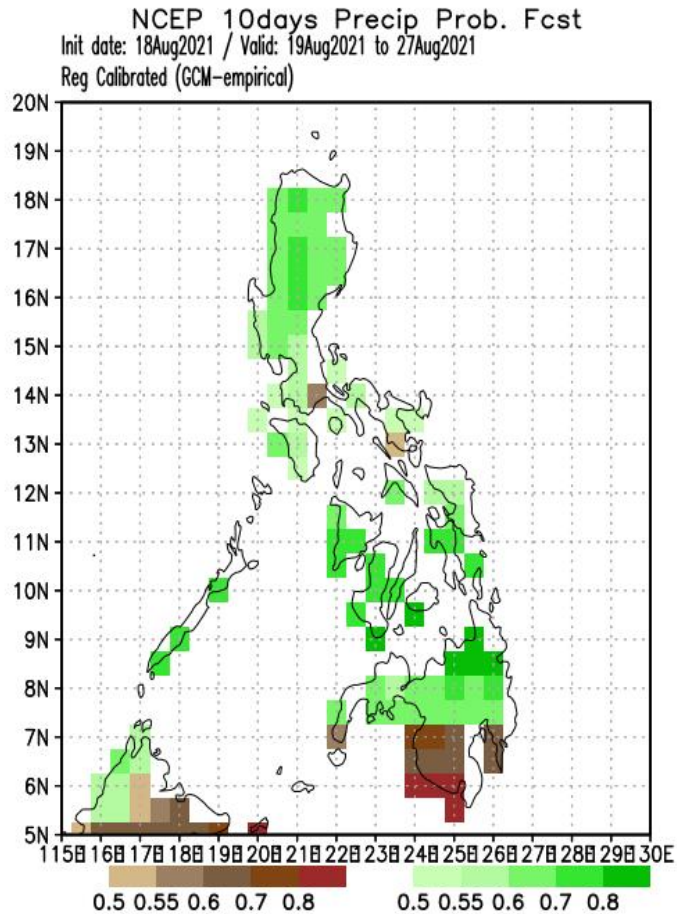 NCEP 10days Precip Prob. Fcst
Init date: 18Aug2021 / Valid: 19Aug2021 to 27Aug2021
Reg Calibrated (GCM-empirical)
20N
19N
18N
17N
16N
15N
14N
13N
12N
11N
10N
9N
8N
7N
6N
5N
115E 116E 117E 118E 119E 120E 121E 122E 123E 124E 125E 126E 127E 128E 129E 130E
0.5 0.55 0.6 0.7 0.8 0.5 0.55 0.6 0.7 0.8